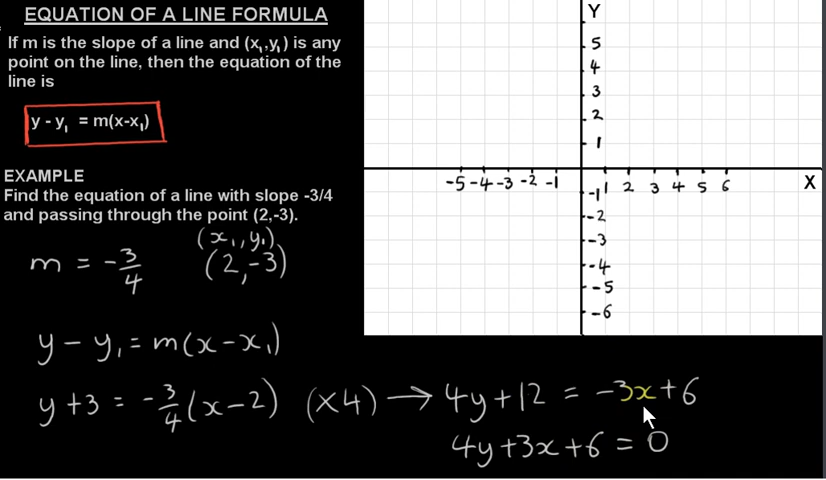 EQUATION OF A LINE FORMULA
If m is the slope of a line and (x₁,y₁) is any
point on the line, then the equation of the
line is
y - y₁ = m(x-x₁)
EXAMPLE
Find the equation of a line with slope -3/4
and passing through the point (2,-3).
(x₁, y₁)
m = -3/4 (2, -3)
y - y₁ = m(x - x₁)
y + 3 = -3/4(x - 2) (×4) → 4y + 12 = -3x + 6
4y + 3x + 6 = 0
Y
5
4
3
2
1
-5 -4 -3 -2 -1 1 2 3 4 5 6 X
-1
-2
-3
-4
-5
-6